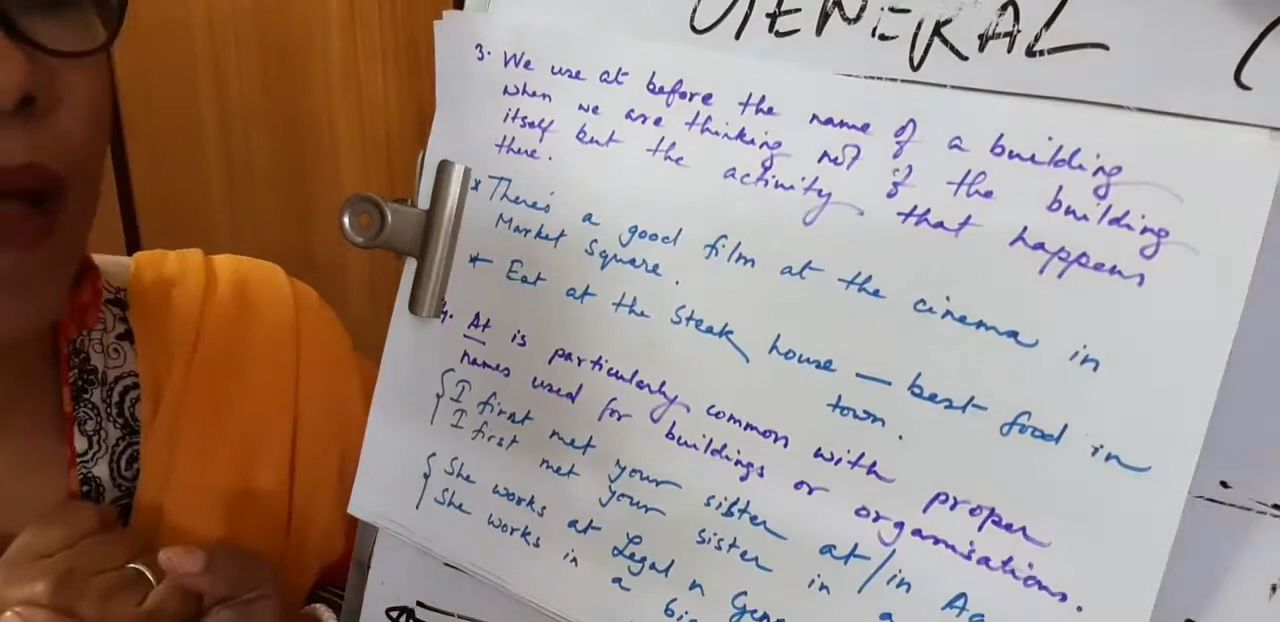 GENERAL (
3. We use at before the name of a building
when we are thinking not of the building
itself but the activity that happens
there.
* There's a good film at the cinema in
Market Square.
* Eat at the Steak house — best food in
town.
4. At is particularly common with proper
names used for buildings or organisations.
{ I first met your sister at/in
{ I first met your sister in a
{ She works at Legal n
{ She works in a